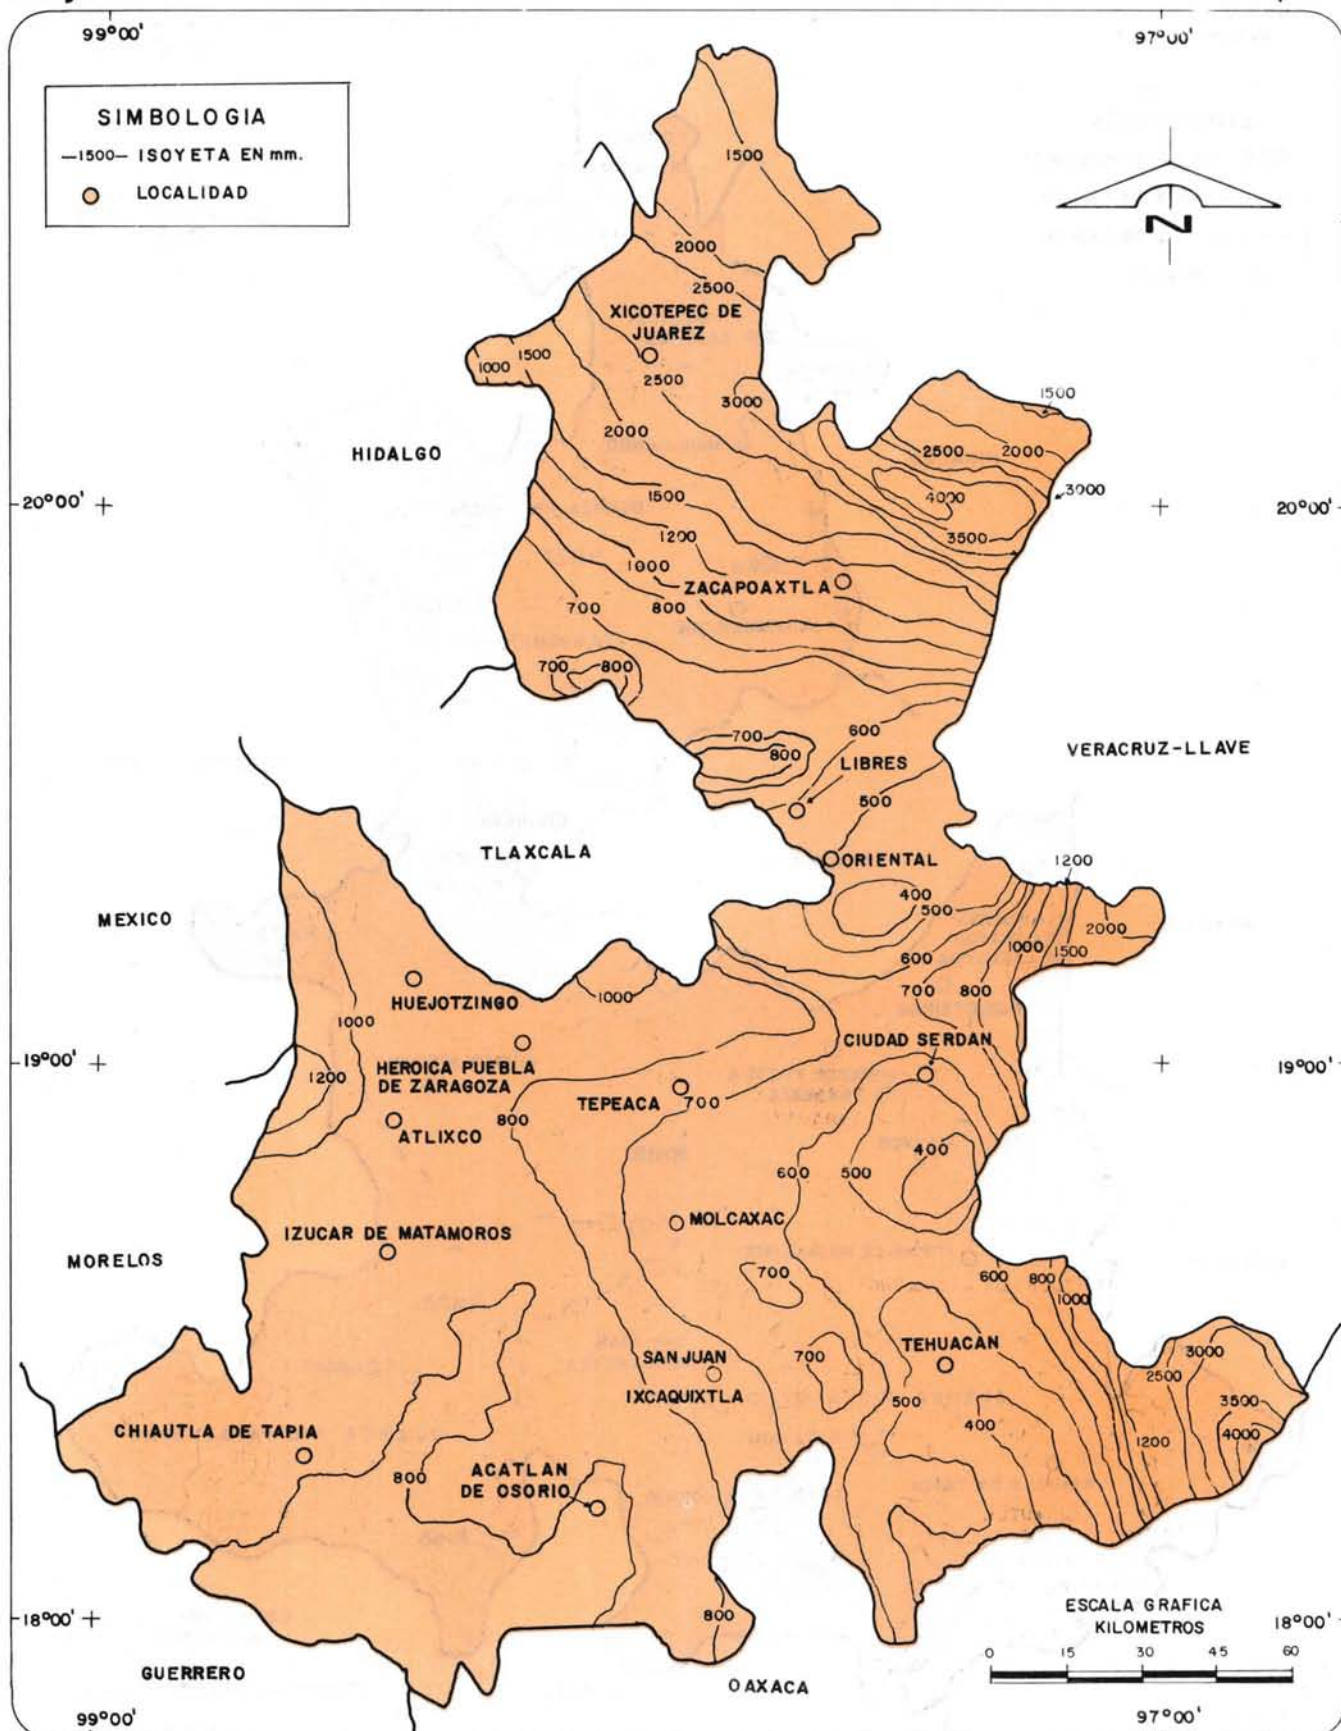 99°00'
97°00'
SIMBOLOGIA
—1500— ISOYETA EN mm.
LOCALIDAD
N
1500
2000
2500
XICOTEPEC DE
JUAREZ
1000
1500
2500
3000
1500
2000
HIDALGO
2500
2000
20°00'
4000
3000
20°00'
1500
3500
1200
1000
ZACAPOAXTLA
700
800
700
800
700
600
VERACRUZ-LLAVE
800
LIBRES
500
TLAXCALA
ORIENTAL
1200
400
500
MEXICO
2000
1000
1500
600
HUEJOTZINGO
1000
700
800
1000
CIUDAD SERDAN
19°00'
19°00'
HEROICA PUEBLA
DE ZARAGOZA
1200
TEPEACA
700
800
ATLIXCO
400
600
500
MOLCAXAC
IZUCAR DE MATAMOROS
MORELOS
700
600
800
1000
TEHUACAN
SAN JUAN
IXCAQUIXTLA
700
3000
2500
500
3500
400
CHIAUTLA DE TAPIA
4000
1200
800
ACATLAN
DE OSORIO
ESCALA GRAFICA
KILOMETROS
18°00'
800
18°00'
0 15 30 45 60
GUERRERO
OAXACA
99°00'
97°00'